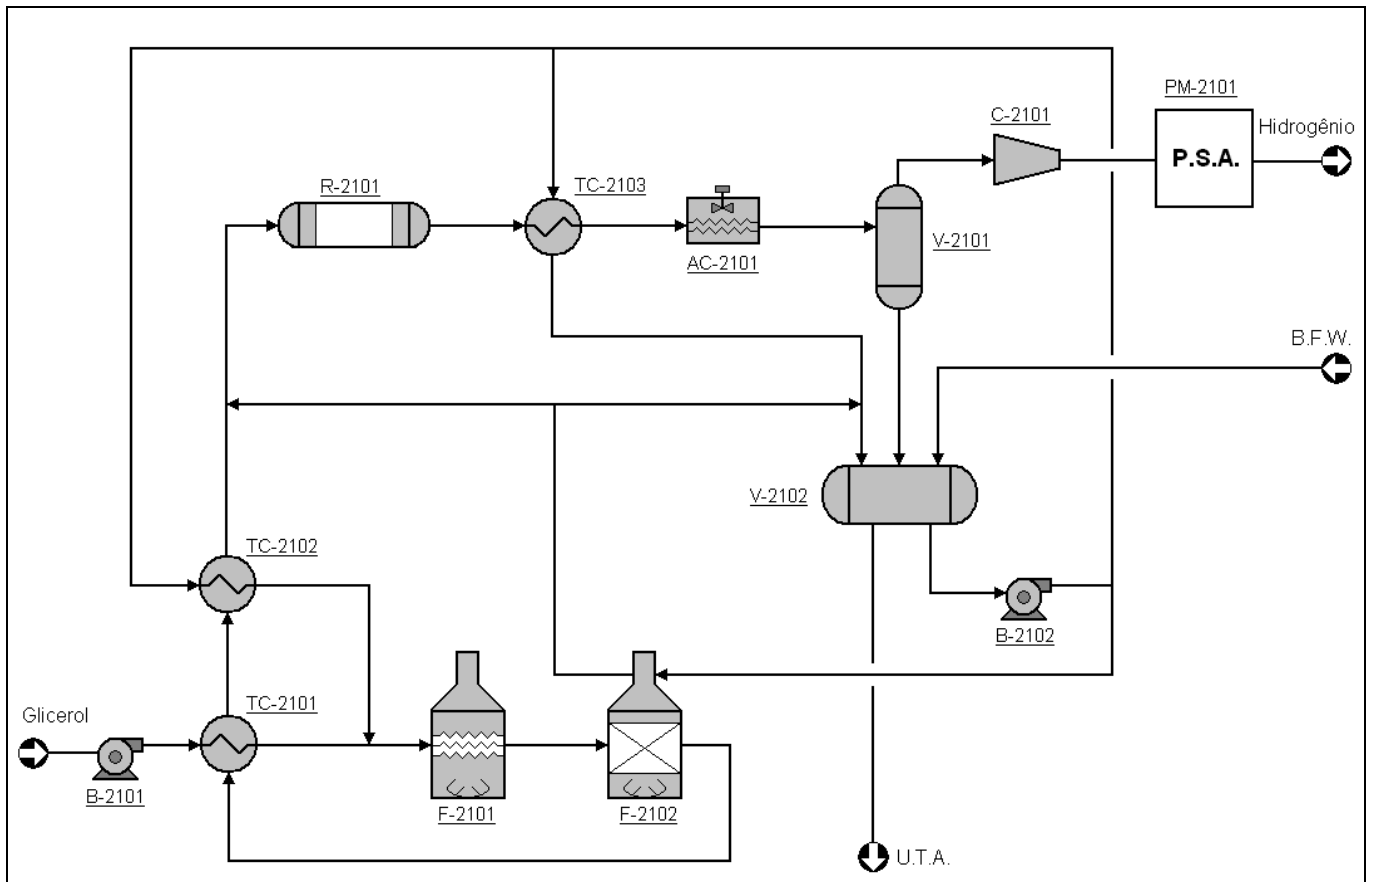 PM-2101
C-2101
Hidrogênio
P.S.A.
R-2101
TC-2103
V-2101
AC-2101
B.F.W.
V-2102
TC-2102
B-2102
TC-2101
Glicerol
B-2101
F-2101
F-2102
U.T.A.